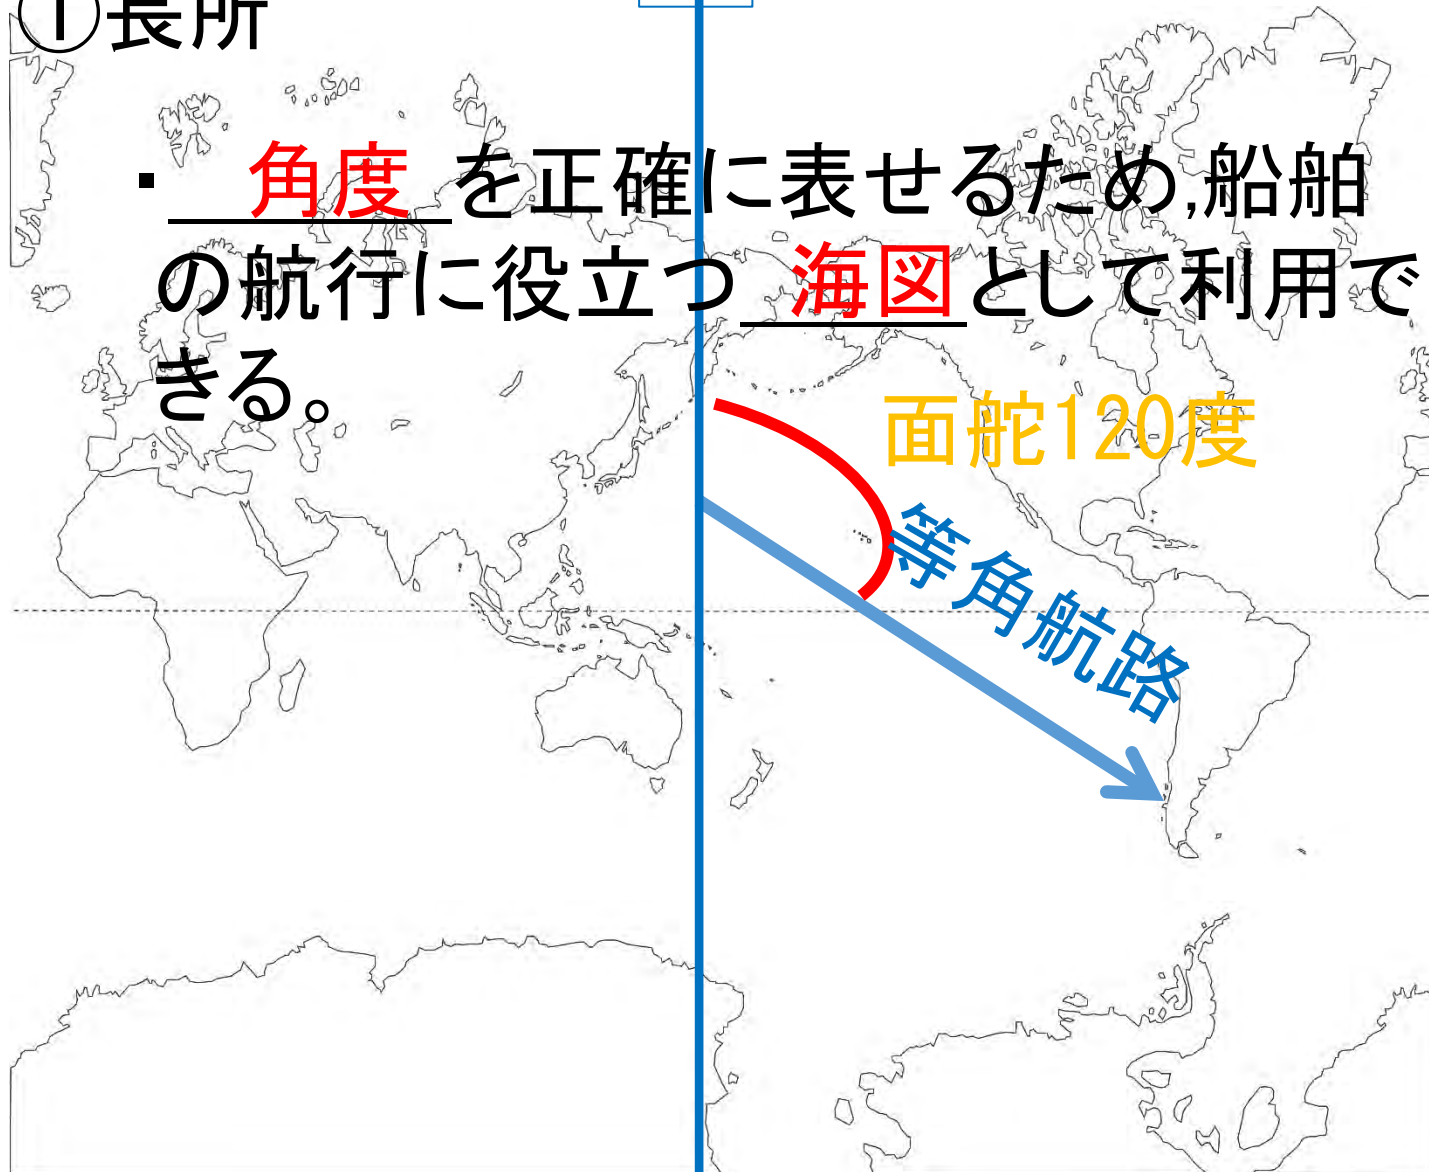 ①長所
・ 角度 を正確に表せるため,船舶
の航行に役立つ 海図 として利用で
きる。
面舵120度
等角航路